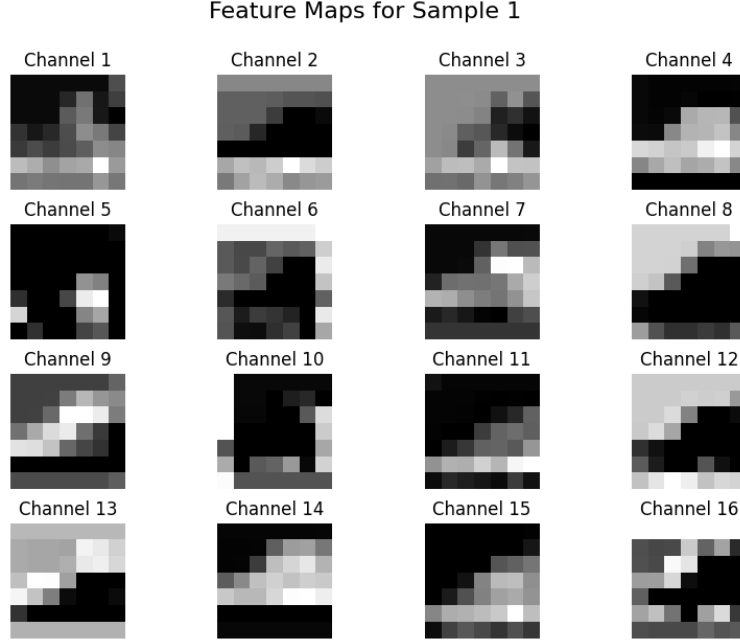 Feature Maps for Sample 1
Channel 1
Channel 2
Channel 3
Channel 4
Channel 5
Channel 6
Channel 7
Channel 8
Channel 9
Channel 10
Channel 11
Channel 12
Channel 13
Channel 14
Channel 15
Channel 16